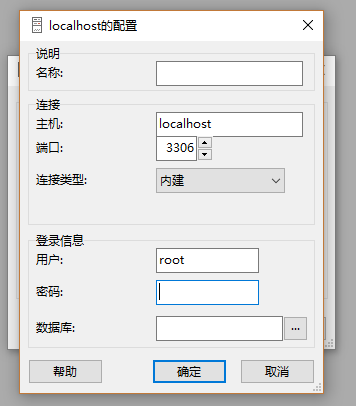 localhost的配置
说明
名称:
连接
主机: localhost
端口: 3306
连接类型: 内建
登录信息
用户: root
密码:
数据库: ...
帮助 确定 取消